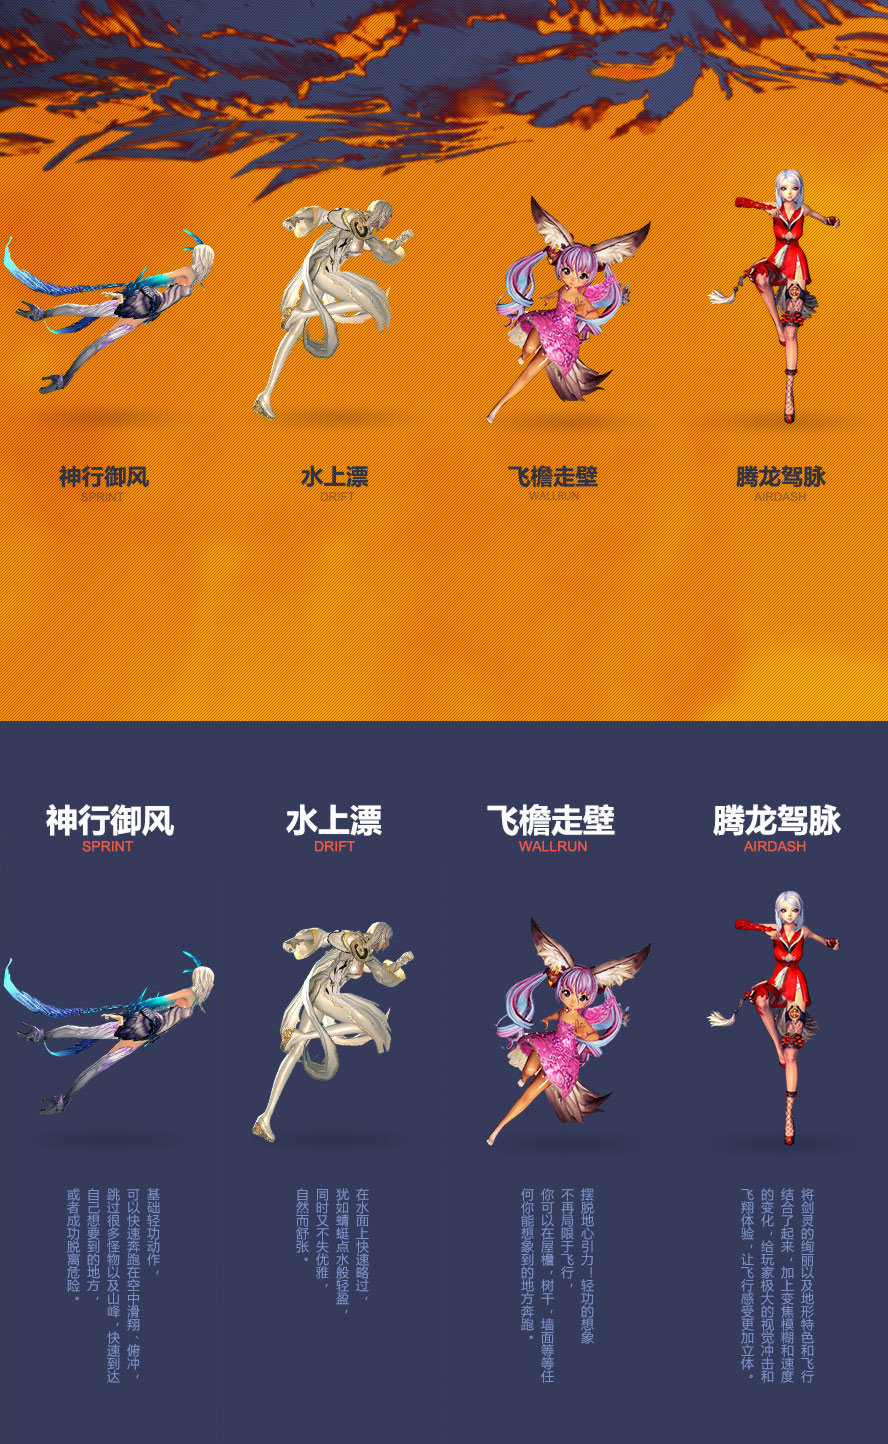 神行御风
SPRINT
水上漂
DRIFT
飞檐走壁
WALLRUN
腾龙驾脉
AIRDASH
神行御风
SPRINT
水上漂
DRIFT
飞檐走壁
WALLRUN
腾龙驾脉
AIRDASH
基础轻功动作，
可以快速奔跑在空中滑翔、俯冲，
跳过很多怪物以及山峰，快速到达
自己想要到的地方，
或者成功脱离危险。
在水面上快速略过，
犹如蜻蜓点水般轻盈，
同时又不失优雅，
自然而舒张。
摆脱地心引力！轻功的想象
不再局限于飞行，
你可以在屋檐，树干，墙面等等任
何你能想象到的地方奔跑。
将剑灵的绚丽以及地形特色和飞行
结合了起来，加上变焦模糊和速度
的变化，给玩家极大的视觉冲击和
飞翔体验，让飞行感受更加立体。